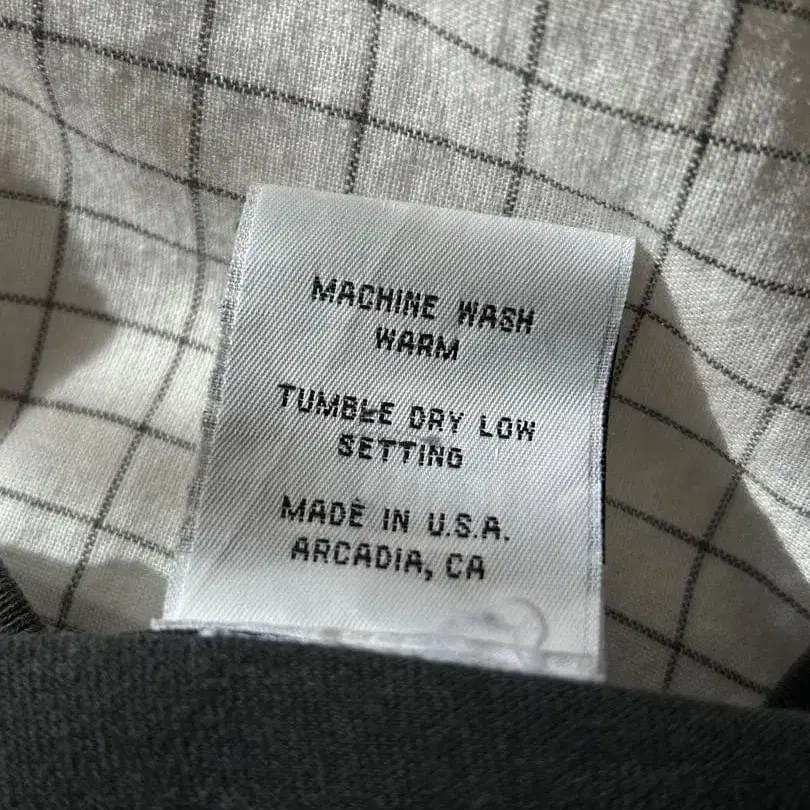 MACHINE WASH
WARM
TUMBLE DRY LOW
SETTING
MADE IN U.S.A.
ARCADIA, CA